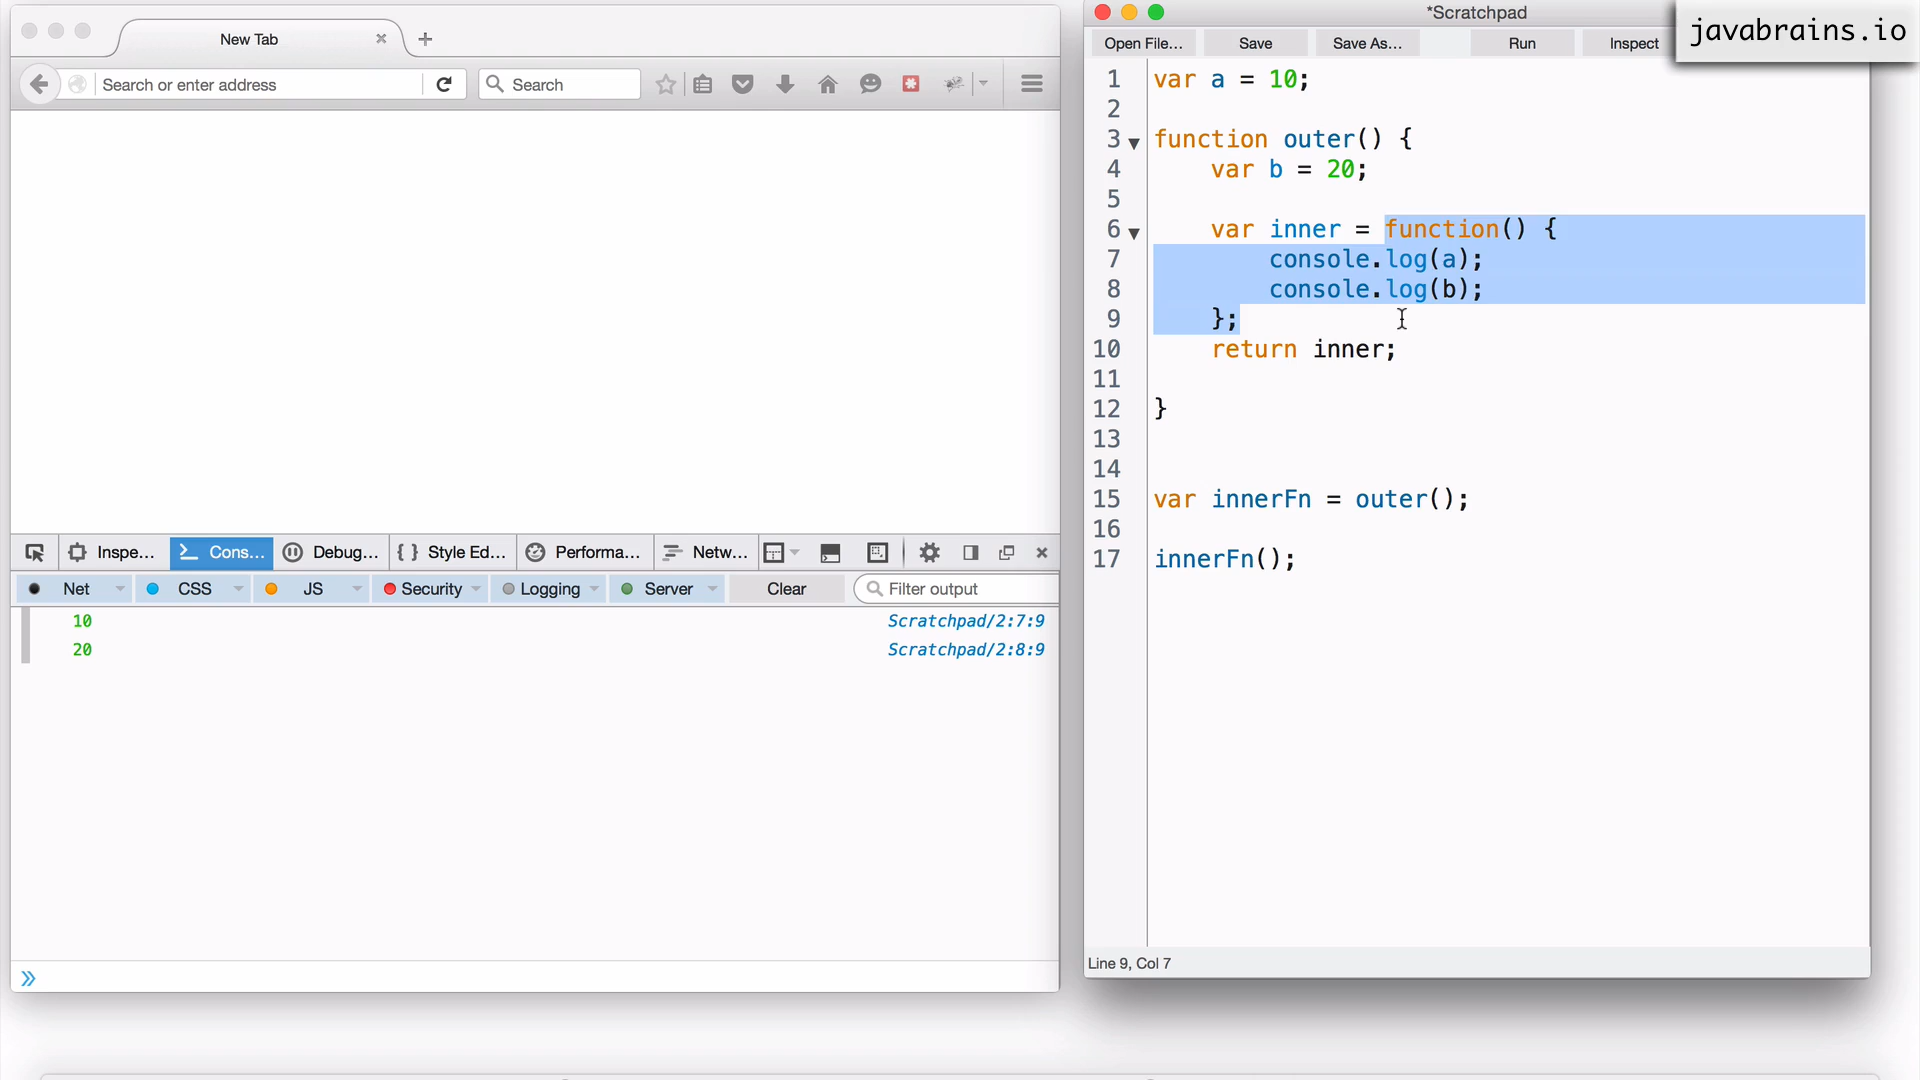 New Tab
Search or enter address
Search
Inspe...
Cons...
Debug...
Style Ed...
Performa...
Netw...
Net
CSS
JS
Security
Logging
Server
Clear
Filter output
10 Scratchpad/2:7:9
20 Scratchpad/2:8:9
*Scratchpad
javabrains.io
Open File...
Save
Save As...
Run
Inspect
1 var a = 10;
2
3 function outer() {
4 var b = 20;
5
6 var inner = function() {
7 console.log(a);
8 console.log(b);
9 };
10 return inner;
11
12 }
13
14
15 var innerFn = outer();
16
17 innerFn();
Line 9, Col 7